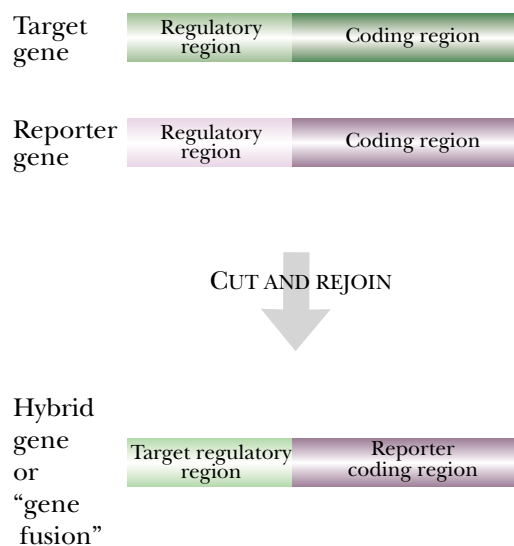 Target
gene
Regulatory
region
Coding region
Reporter
gene
Regulatory
region
Coding region
CUT AND REJOIN
Hybrid
gene
or
“gene
fusion”
Target regulatory
region
Reporter
coding region